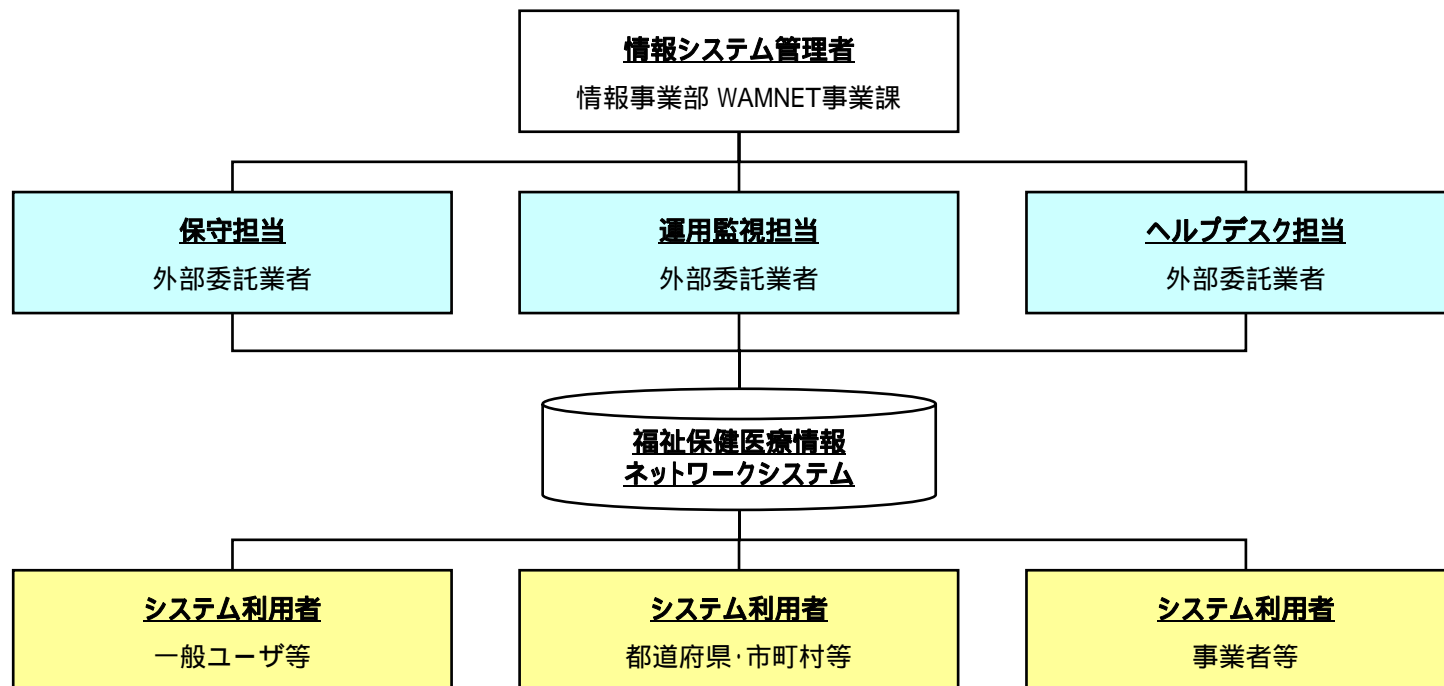 情報システム管理者
情報事業部 WAMNET事業課
保守担当
外部委託業者
運用監視担当
外部委託業者
ヘルプデスク担当
外部委託業者
福祉保健医療情報
ネットワークシステム
システム利用者
一般ユーザ等
システム利用者
都道府県・市町村等
システム利用者
事業者等